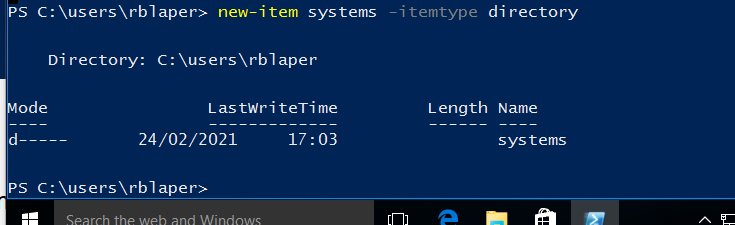 PS C:\users\rblaper> new-item systems -itemtype directory
Directory: C:\users\rblaper
Mode LastWriteTime Length Name
---- ------------- ------ ----
d----- 24/02/2021 17:03 systems
PS C:\users\rblaper>
Search the web and Windows